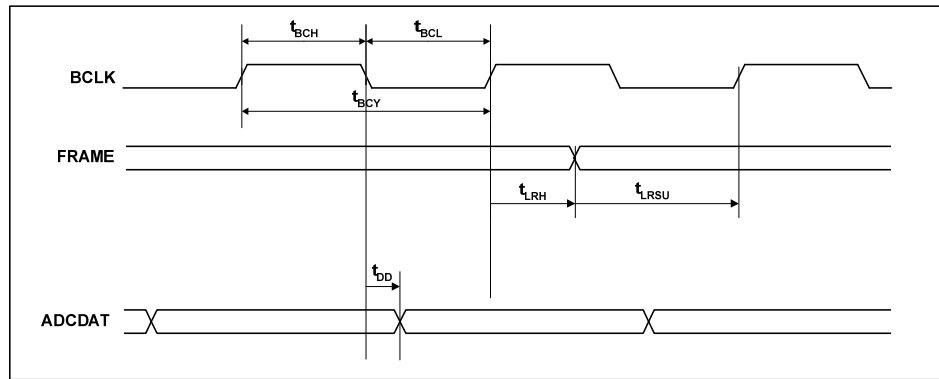 tBCH tBCL
BCLK
tBCY
FRAME
tLRH tLRSU
tDD
ADCDAT